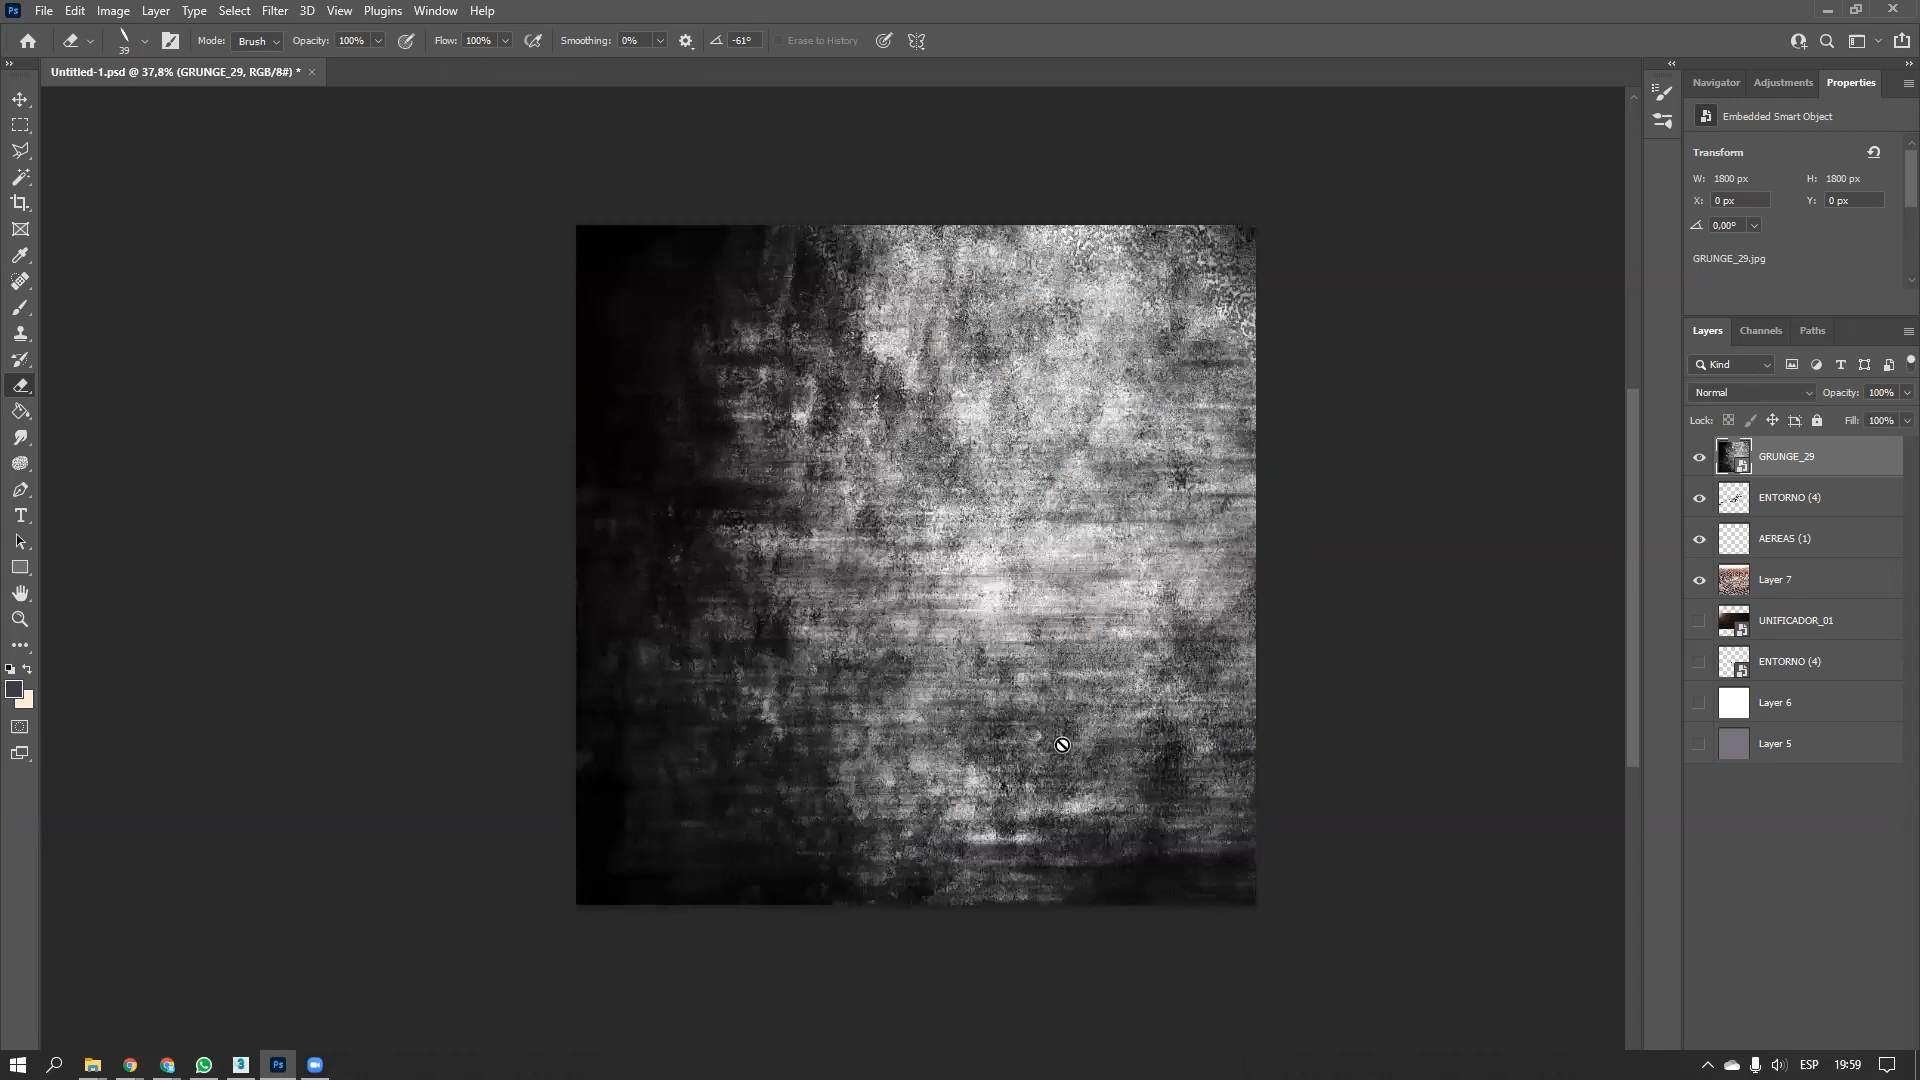 Ps File Edit Image Layer Type Select Filter 3D View Plugins Window Help
39 Mode: Brush Opacity: 100% Flow: 100% Smoothing: 0% -61° Erase to History
Untitled-1.psd @ 37,8% (GRUNGE_29, RGB/8#) * ×
Navigator Adjustments Properties
Embedded Smart Object
Transform
W: 1800 px H: 1800 px
X: 0 px Y: 0 px
0,00°
GRUNGE_29.jpg
Layers Channels Paths
Kind
Normal Opacity: 100%
Lock: Fill: 100%
GRUNGE_29
ENTORNO (4)
AEREAS (1)
Layer 7
UNIFICADOR_01
ENTORNO (4)
Layer 6
Layer 5
T
3 Ps ESP 19:59